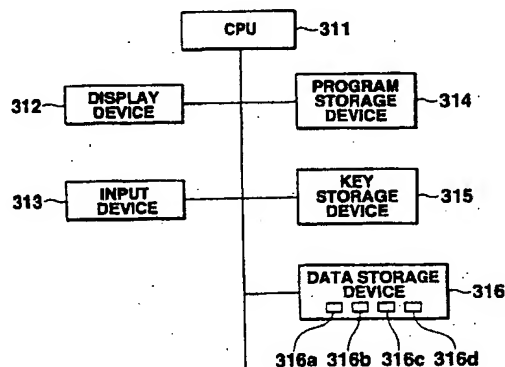 CPU
311
312
DISPLAY
DEVICE
PROGRAM
STORAGE
DEVICE
314
313
INPUT
DEVICE
KEY
STORAGE
DEVICE
315
DATA STORAGE
DEVICE
316
316a 316b 316c 316d